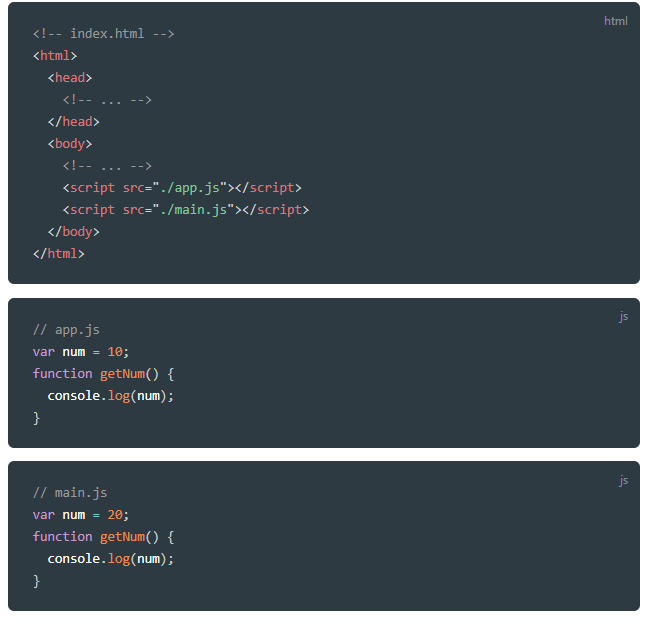 html
<!-- index.html -->
<html>
  <head>
    <!-- ... -->
  </head>
  <body>
    <!-- ... -->
    <script src="./app.js"></script>
    <script src="./main.js"></script>
  </body>
</html>
js
// app.js
var num = 10;
function getNum() {
  console.log(num);
}
js
// main.js
var num = 20;
function getNum() {
  console.log(num);
}